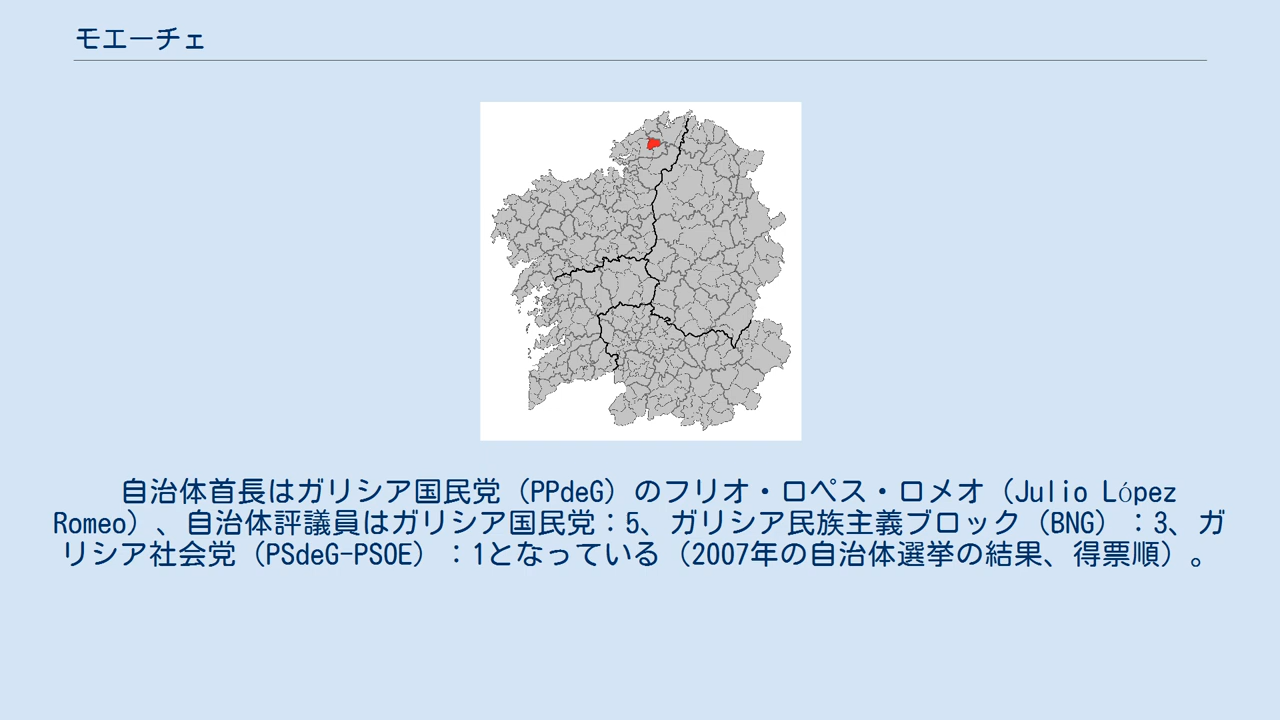 モエーチェ
自治体首長はガリシア国民党（PPdeG）のフリオ・ロペス・ロメオ（Julio López
Romeo）、自治体評議員はガリシア国民党：5、ガリシア民族主義ブロック（BNG）：3、ガ
リシア社会党（PSdeG-PSOE）：1となっている（2007年の自治体選挙の結果、得票順）。